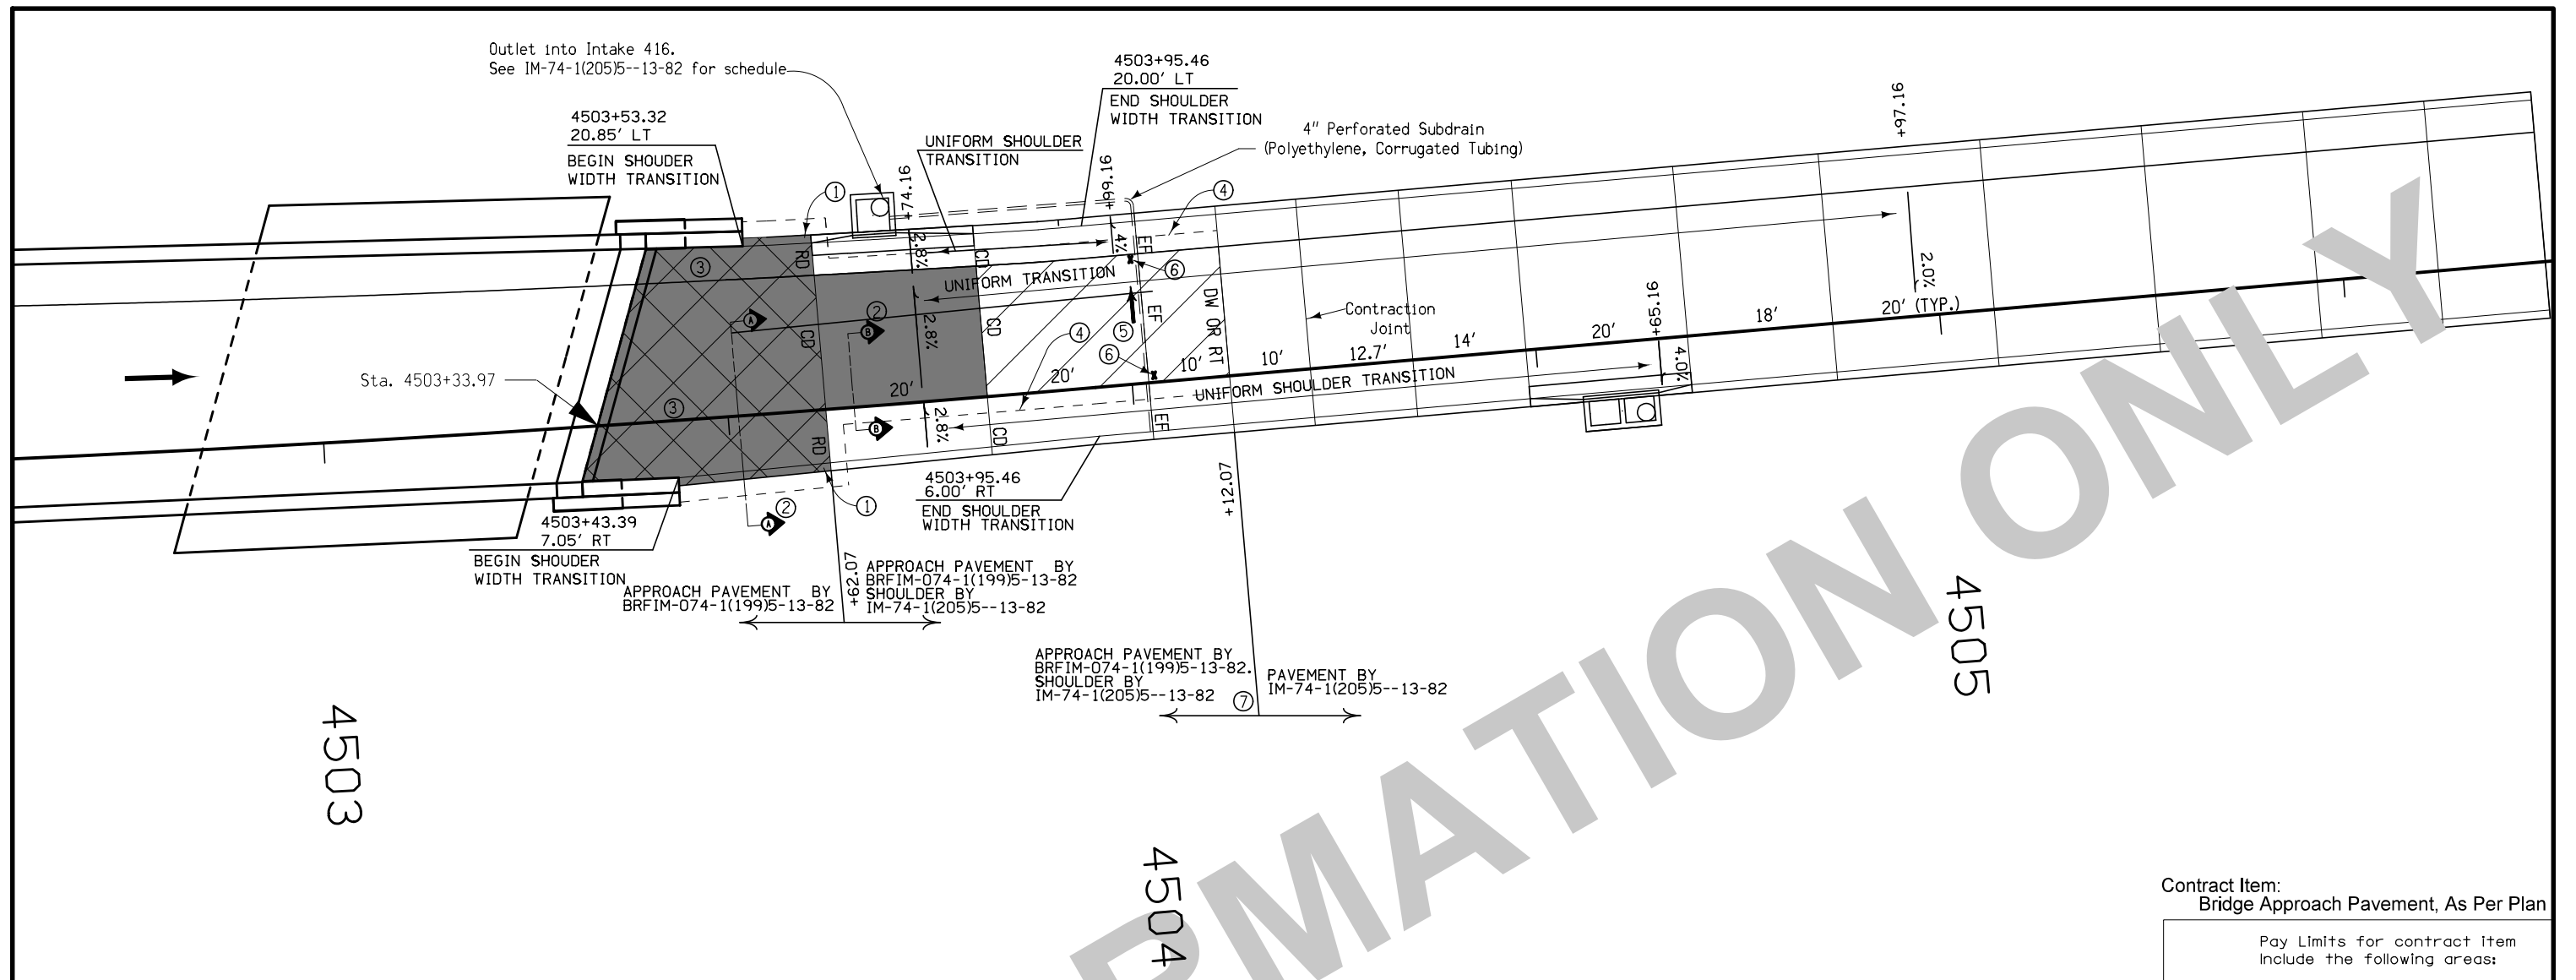 Outlet into Intake 416.
See IM-74-1(205)5--13-82 for schedule
4503+53.32
20.85' LT
BEGIN SHOUDER
WIDTH TRANSITION
4503+95.46
20.00' LT
END SHOULDER
WIDTH TRANSITION
UNIFORM SHOULDER
TRANSITION
4" Perforated Subdrain
(Polyethylene, Corrugated Tubing)
+97.16
+74.16
+99.16
1
4
RD
2.8%
CD
4%
EF
3
6
UNIFORM TRANSITION
2.0%
A
B
2
CD
2.8%
CD
EF
5
DW OR RT
Contraction
Joint
+65.16
20' (TYP.)
18'
20'
14'
12.7'
10'
10'
20'
20'
4
6
4.0%
UNIFORM SHOULDER TRANSITION
Sta. 4503+33.97
3
RD
B
2.8%
CD
EF
4503+95.46
6.00' RT
END SHOULDER
WIDTH TRANSITION
+12.07
1
2
A
4503+43.39
7.05' RT
BEGIN SHOUDER
WIDTH TRANSITION
+62.07
APPROACH PAVEMENT BY
BRFIM-074-1(199)5-13-82
APPROACH PAVEMENT BY
BRFIM-074-1(199)5-13-82
SHOULDER BY
IM-74-1(205)5--13-82
APPROACH PAVEMENT BY
BRFIM-074-1(199)5-13-82.
SHOULDER BY
IM-74-1(205)5--13-82
7
PAVEMENT BY
IM-74-1(205)5--13-82
4503
4504
4505
RMATION ONLY
Contract Item:
Bridge Approach Pavement, As Per Plan
Pay Limits for contract item
Include the following areas: